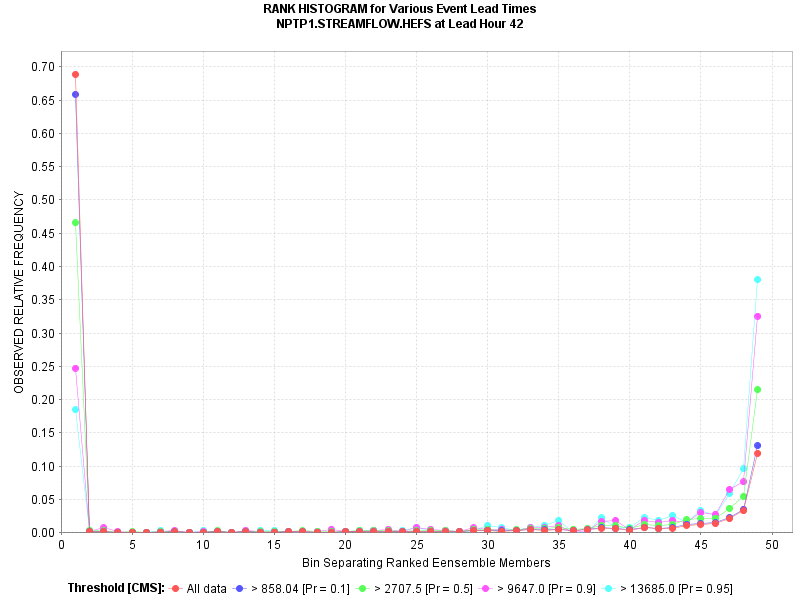 RANK HISTOGRAM for Various Event Lead Times
NPTP1.STREAMFLOW.HEFS at Lead Hour 42
OBSERVED RELATIVE FREQUENCY
0.70
0.65
0.60
0.55
0.50
0.45
0.40
0.35
0.30
0.25
0.20
0.15
0.10
0.05
0.00
0 5 10 15 20 25 30 35 40 45 50
Bin Separating Ranked Eensemble Members
Threshold [CMS]: All data > 858.04 [Pr = 0.1] > 2707.5 [Pr = 0.5] > 9647.0 [Pr = 0.9] > 13685.0 [Pr = 0.95]